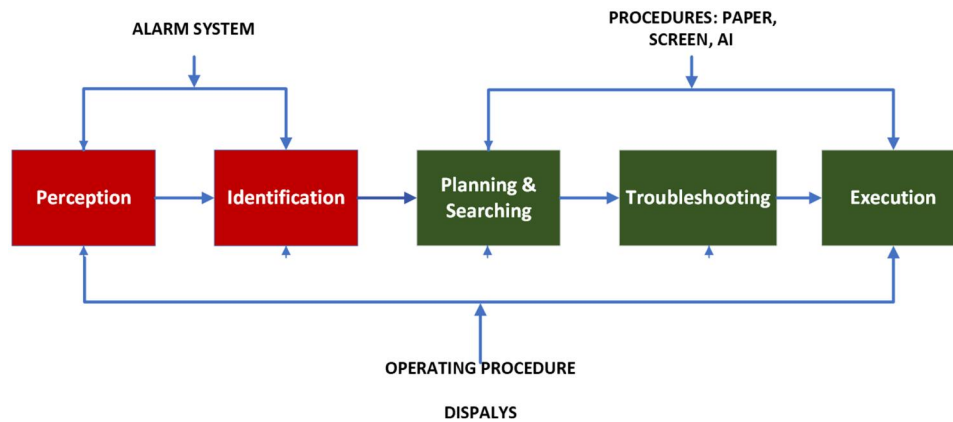 ALARM SYSTEM
PROCEDURES: PAPER,
SCREEN, AI
Perception
Identification
Planning &
Searching
Troubleshooting
Execution
OPERATING PROCEDURE
DISPALYS